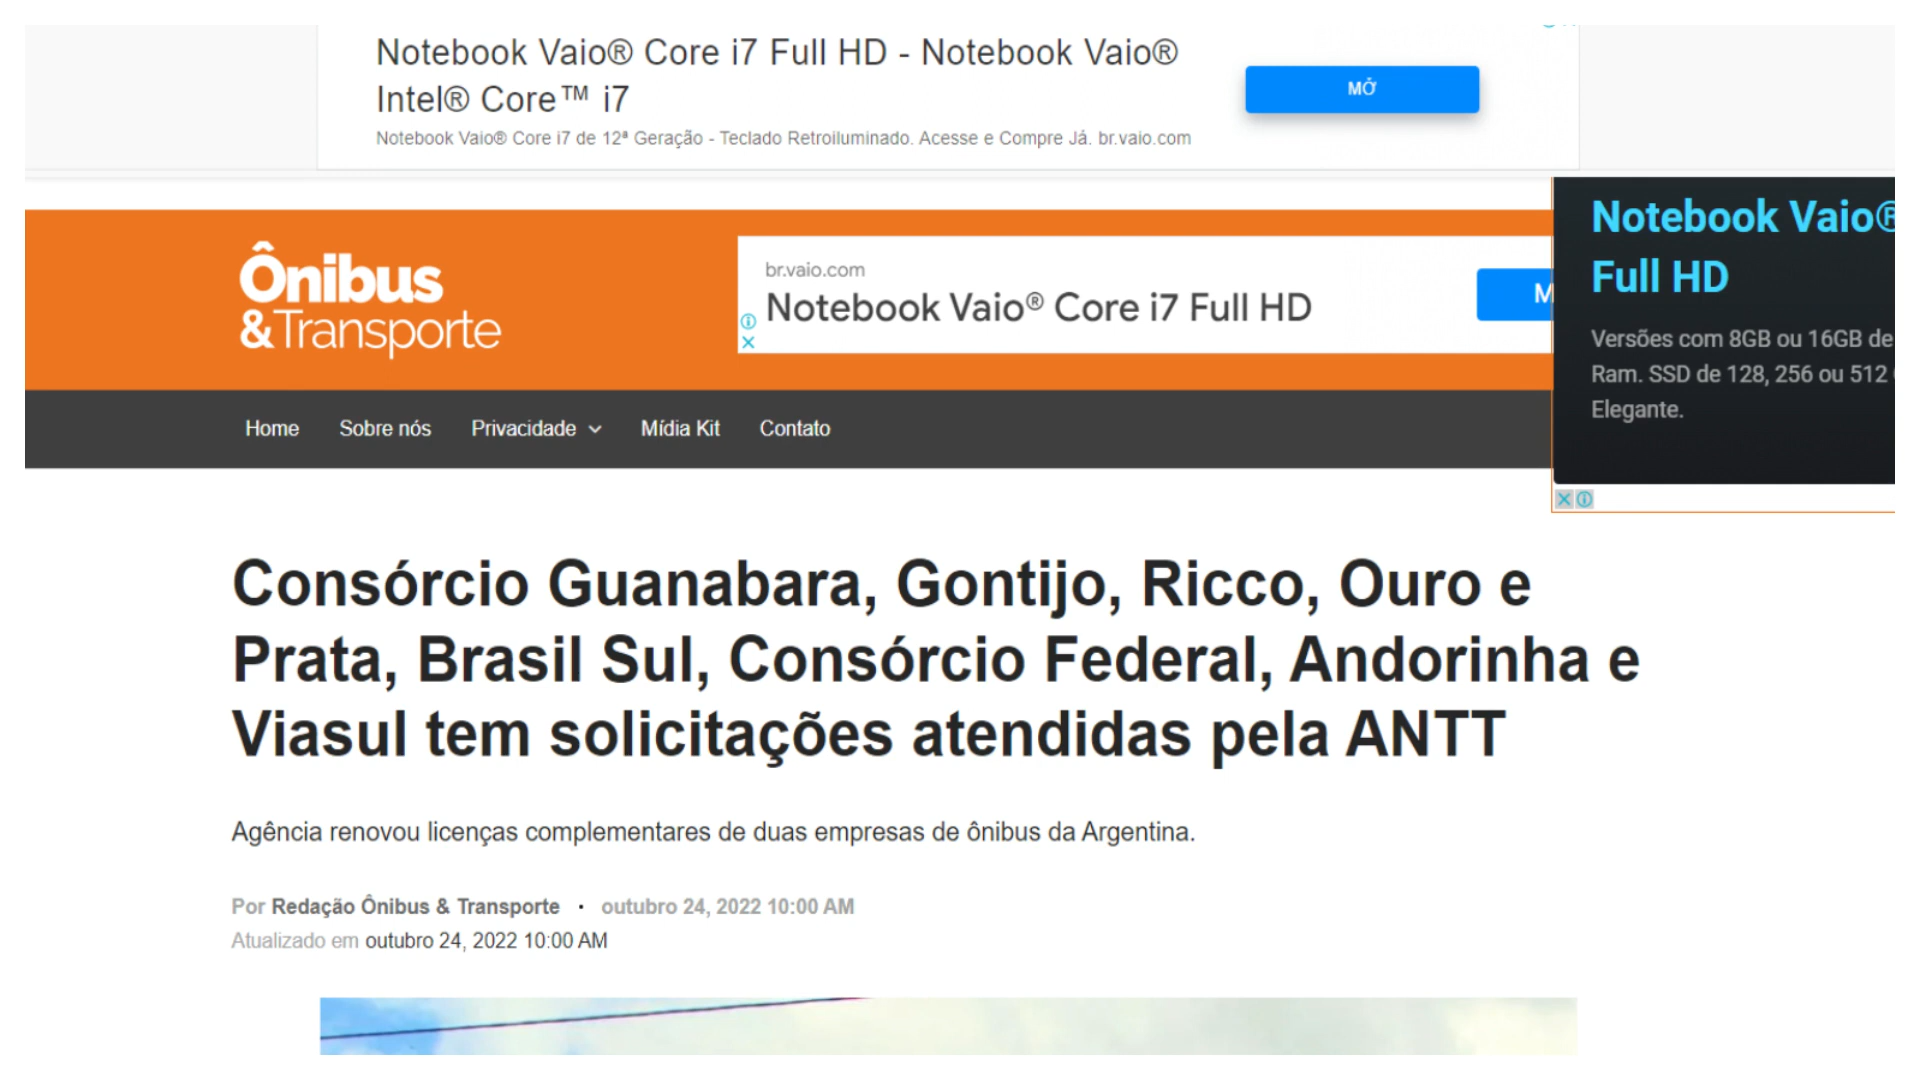 Notebook Vaio® Core i7 Full HD - Notebook Vaio®
Intel® Core™ i7
Notebook Vaio® Core i7 de 12ª Geração - Teclado Retroiluminado. Acesse e Compre Já. br.vaio.com
MỞ
Ônibus
&Transporte
br.vaio.com
Notebook Vaio® Core i7 Full HD
M
Notebook Vaio®
Full HD
Versões com 8GB ou 16GB de
Ram. SSD de 128, 256 ou 512
Elegante.
Home Sobre nós Privacidade Mídia Kit Contato
Consórcio Guanabara, Gontijo, Ricco, Ouro e
Prata, Brasil Sul, Consórcio Federal, Andorinha e
Viasul tem solicitações atendidas pela ANTT
Agência renovou licenças complementares de duas empresas de ônibus da Argentina.
Por Redação Ônibus & Transporte · outubro 24, 2022 10:00 AM
Atualizado em outubro 24, 2022 10:00 AM